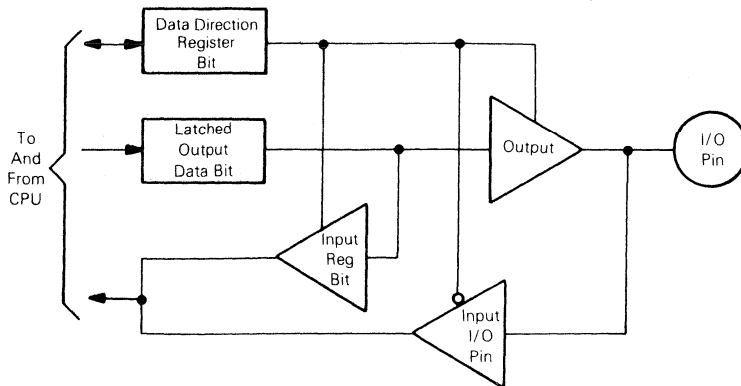 Data Direction
Register
Bit
To
And
From
CPU
Latched
Output
Data Bit
Output
I/O
Pin
Input
Reg
Bit
Input
I/O
Pin